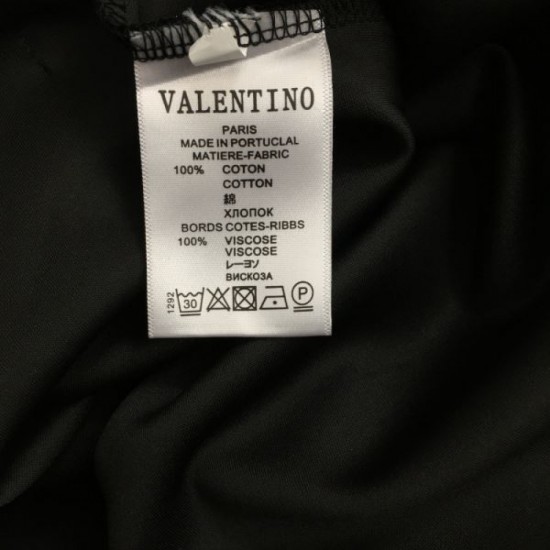 VALENTINO
PARIS
MADE IN PORTUCLAL
MATIERE-FABRIC
100% COTON
COTTON
綿
ХЛОПОК
BORDS COTES-RIBBS
100% VISCOSE
VISCOSE
レーヨン
ВИСКОЗА
1292
30
P